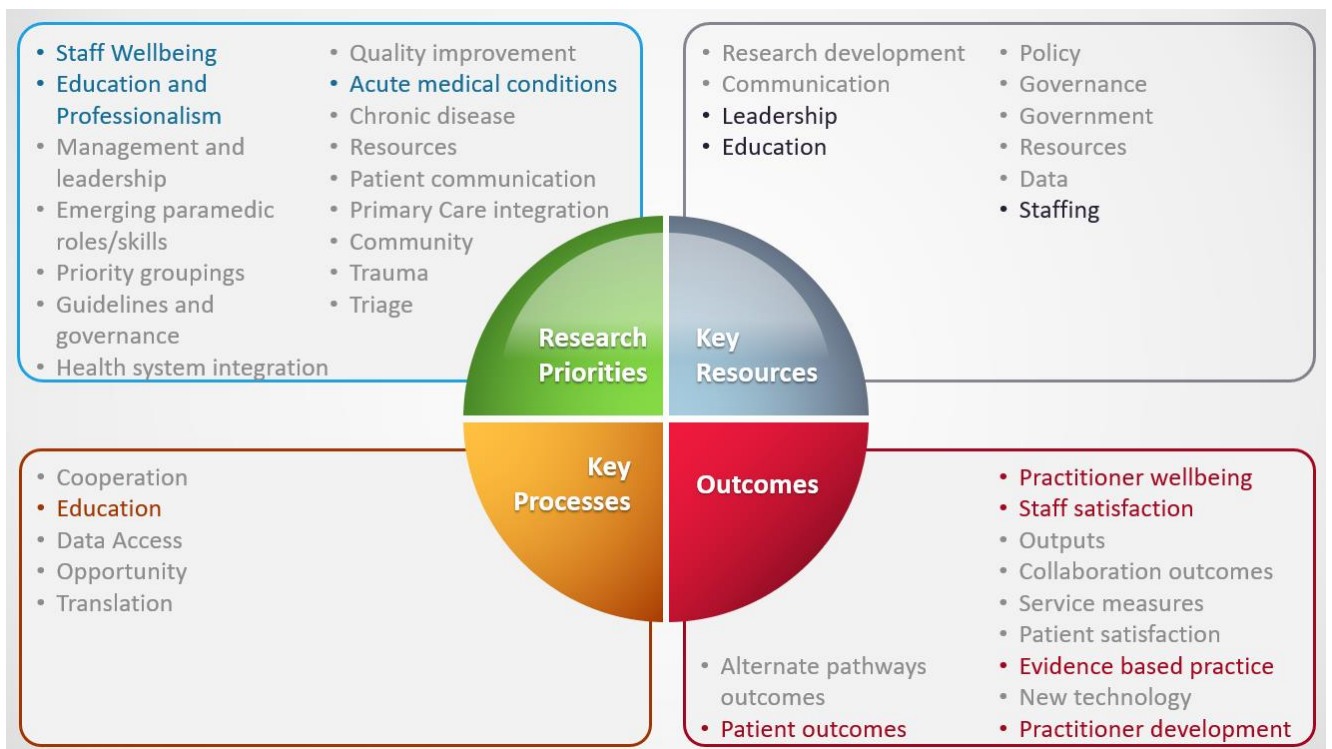 • Staff Wellbeing
• Education and
Professionalism
• Management and
leadership
• Emerging paramedic
roles/skills
• Priority groupings
• Guidelines and
governance
• Health system integration
• Quality improvement
• Acute medical conditions
• Chronic disease
• Resources
• Patient communication
• Primary Care integration
• Community
• Trauma
• Triage
• Research development
• Communication
• Leadership
• Education
• Policy
• Governance
• Government
• Resources
• Data
• Staffing
Research
Priorities
Key
Resources
Key
Processes
Outcomes
• Cooperation
• Education
• Data Access
• Opportunity
• Translation
• Alternate pathways
outcomes
• Patient outcomes
• Practitioner wellbeing
• Staff satisfaction
• Outputs
• Collaboration outcomes
• Service measures
• Patient satisfaction
• Evidence based practice
• New technology
• Practitioner development